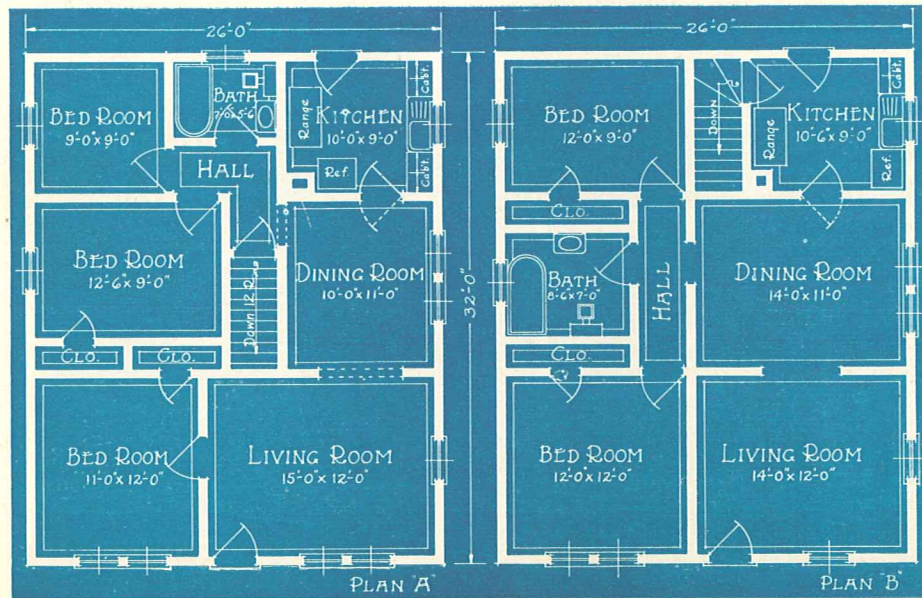 26'-0"
BED ROOM
9'-0"x9'-0"
BATH
7'-0"x5'-6"
KITCHEN
10'-0"x9'-0"
Range
Ref.
Cab't.
Cab't.
HALL
BED ROOM
12'-6"x9'-0"
Down 12 R.
DINING ROOM
10'-0"x11'-0"
CLO.
CLO.
BED ROOM
11'-0"x12'-0"
LIVING ROOM
15'-0"x12'-0"
PLAN "A"
32'-0"
26'-0"
BED ROOM
12'-0"x9'-0"
Down
KITCHEN
10'-6"x9'-0"
Range
Ref.
Cab't.
CLO.
BATH
8'-6"x7'-0"
HALL
DINING ROOM
14'-0"x11'-0"
CLO.
BED ROOM
12'-0"x12'-0"
LIVING ROOM
14'-0"x12'-0"
PLAN "B"